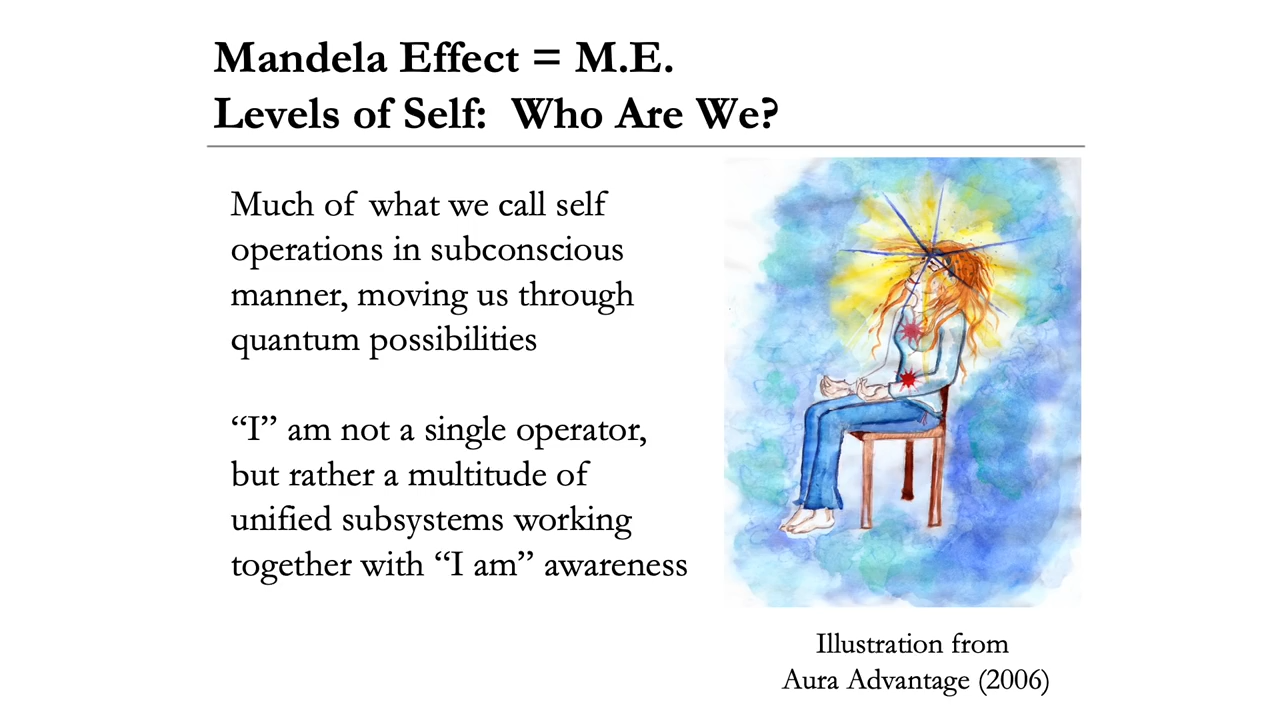 Mandela Effect = M.E.
Levels of Self:  Who Are We?
Much of what we call self
operations in subconscious
manner, moving us through
quantum possibilities
“I” am not a single operator,
but rather a multitude of
unified subsystems working
together with “I am” awareness
Illustration from
Aura Advantage (2006)